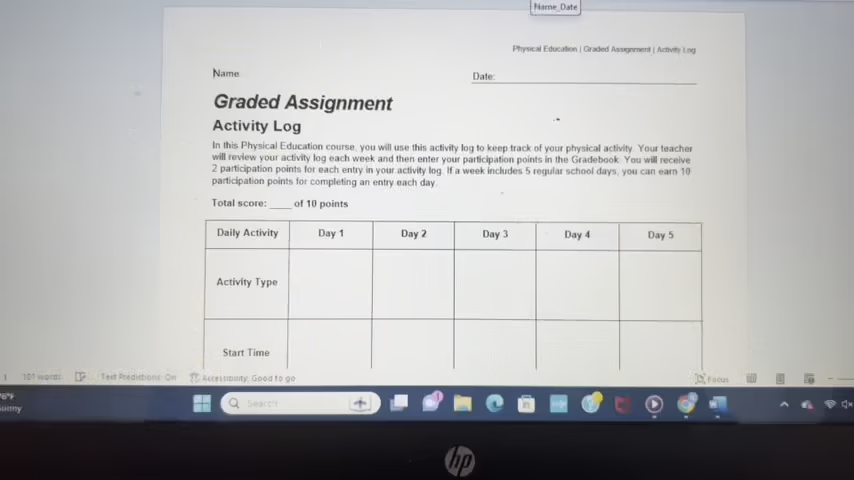 Name_Date
Physical Education | Graded Assignment | Activity Log
Name
Date:
Graded Assignment
Activity Log
In this Physical Education course, you will use this activity log to keep track of your physical activity. Your teacher
will review your activity log each week and then enter your participation points in the Gradebook. You will receive
2 participation points for each entry in your activity log. If a week includes 5 regular school days, you can earn 10
participation points for completing an entry each day.
Total score: ____ of 10 points
Daily Activity Day 1 Day 2 Day 3 Day 4 Day 5
Activity Type
Start Time
101 words Text Predictions: On Accessibility: Good to go Focus
Search
hp